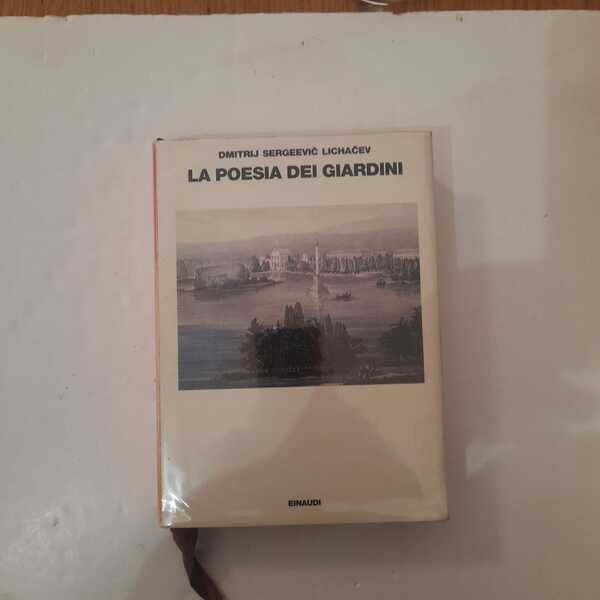 DMITRIJ SERGEEVIČ LICHAČEV
LA POESIA DEI GIARDINI
EINAUDI